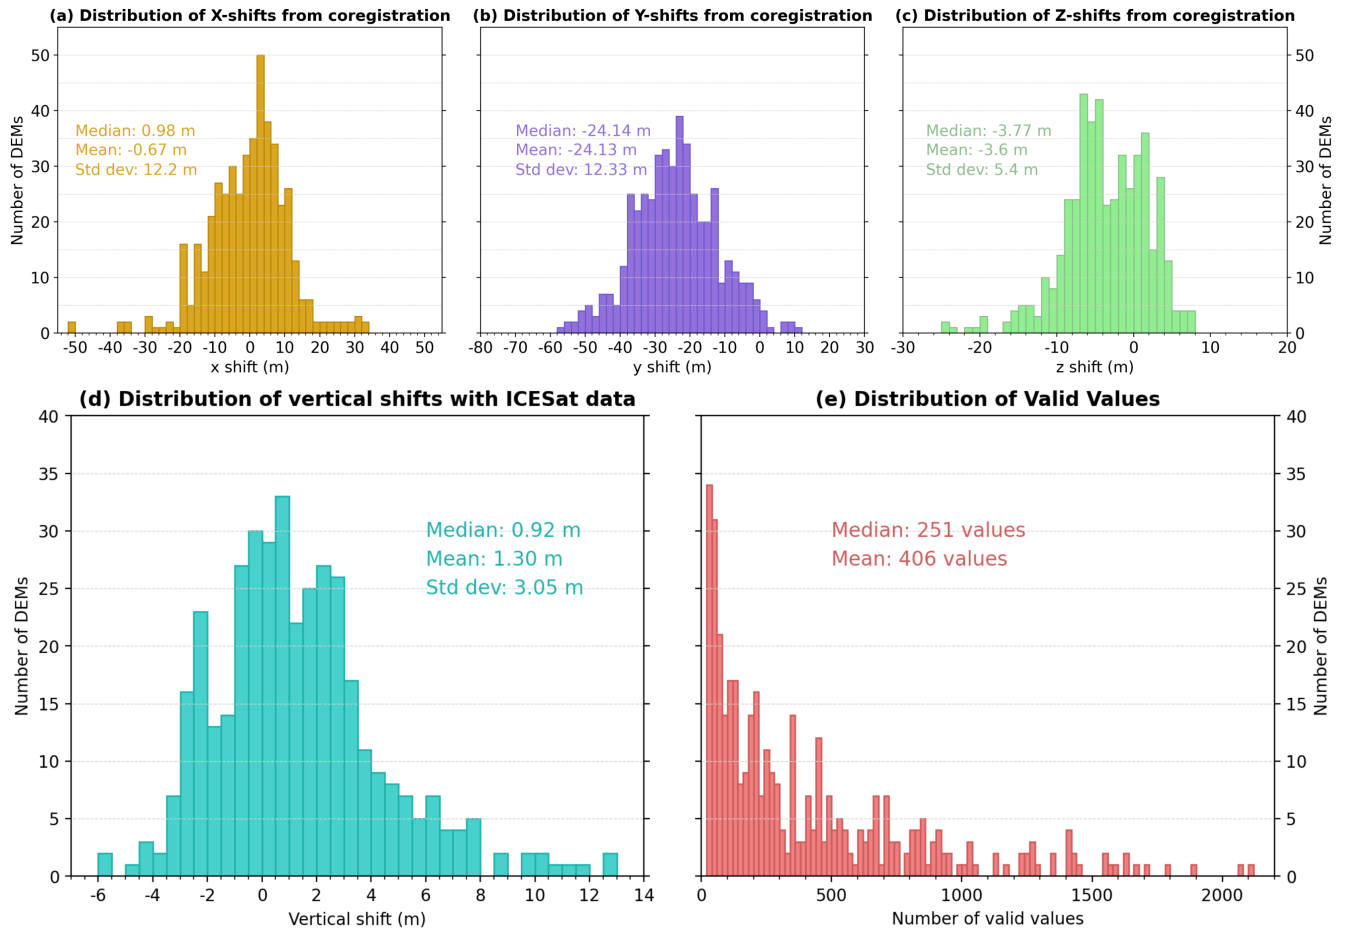 (a) Distribution of X-shifts from coregistration
50
40
30
20
10
0
Number of DEMs
Median: 0.98 m
Mean: -0.67 m
Std dev: 12.2 m
-50 -40 -30 -20 -10 0 10 20 30 40 50
x shift (m)
(b) Distribution of Y-shifts from coregistration
Median: -24.14 m
Mean: -24.13 m
Std dev: 12.33 m
-80 -70 -60 -50 -40 -30 -20 -10 0 10 20 30
y shift (m)
(c) Distribution of Z-shifts from coregistration
Median: -3.77 m
Mean: -3.6 m
Std dev: 5.4 m
50
40
30
20
10
0
Number of DEMs
-30 -20 -10 0 10 20
z shift (m)
(d) Distribution of vertical shifts with ICESat data
40
35
30
25
20
15
10
5
0
Number of DEMs
Median: 0.92 m
Mean: 1.30 m
Std dev: 3.05 m
-6 -4 -2 0 2 4 6 8 10 12 14
Vertical shift (m)
(e) Distribution of Valid Values
Median: 251 values
Mean: 406 values
40
35
30
25
20
15
10
5
0
Number of DEMs
0 500 1000 1500 2000
Number of valid values